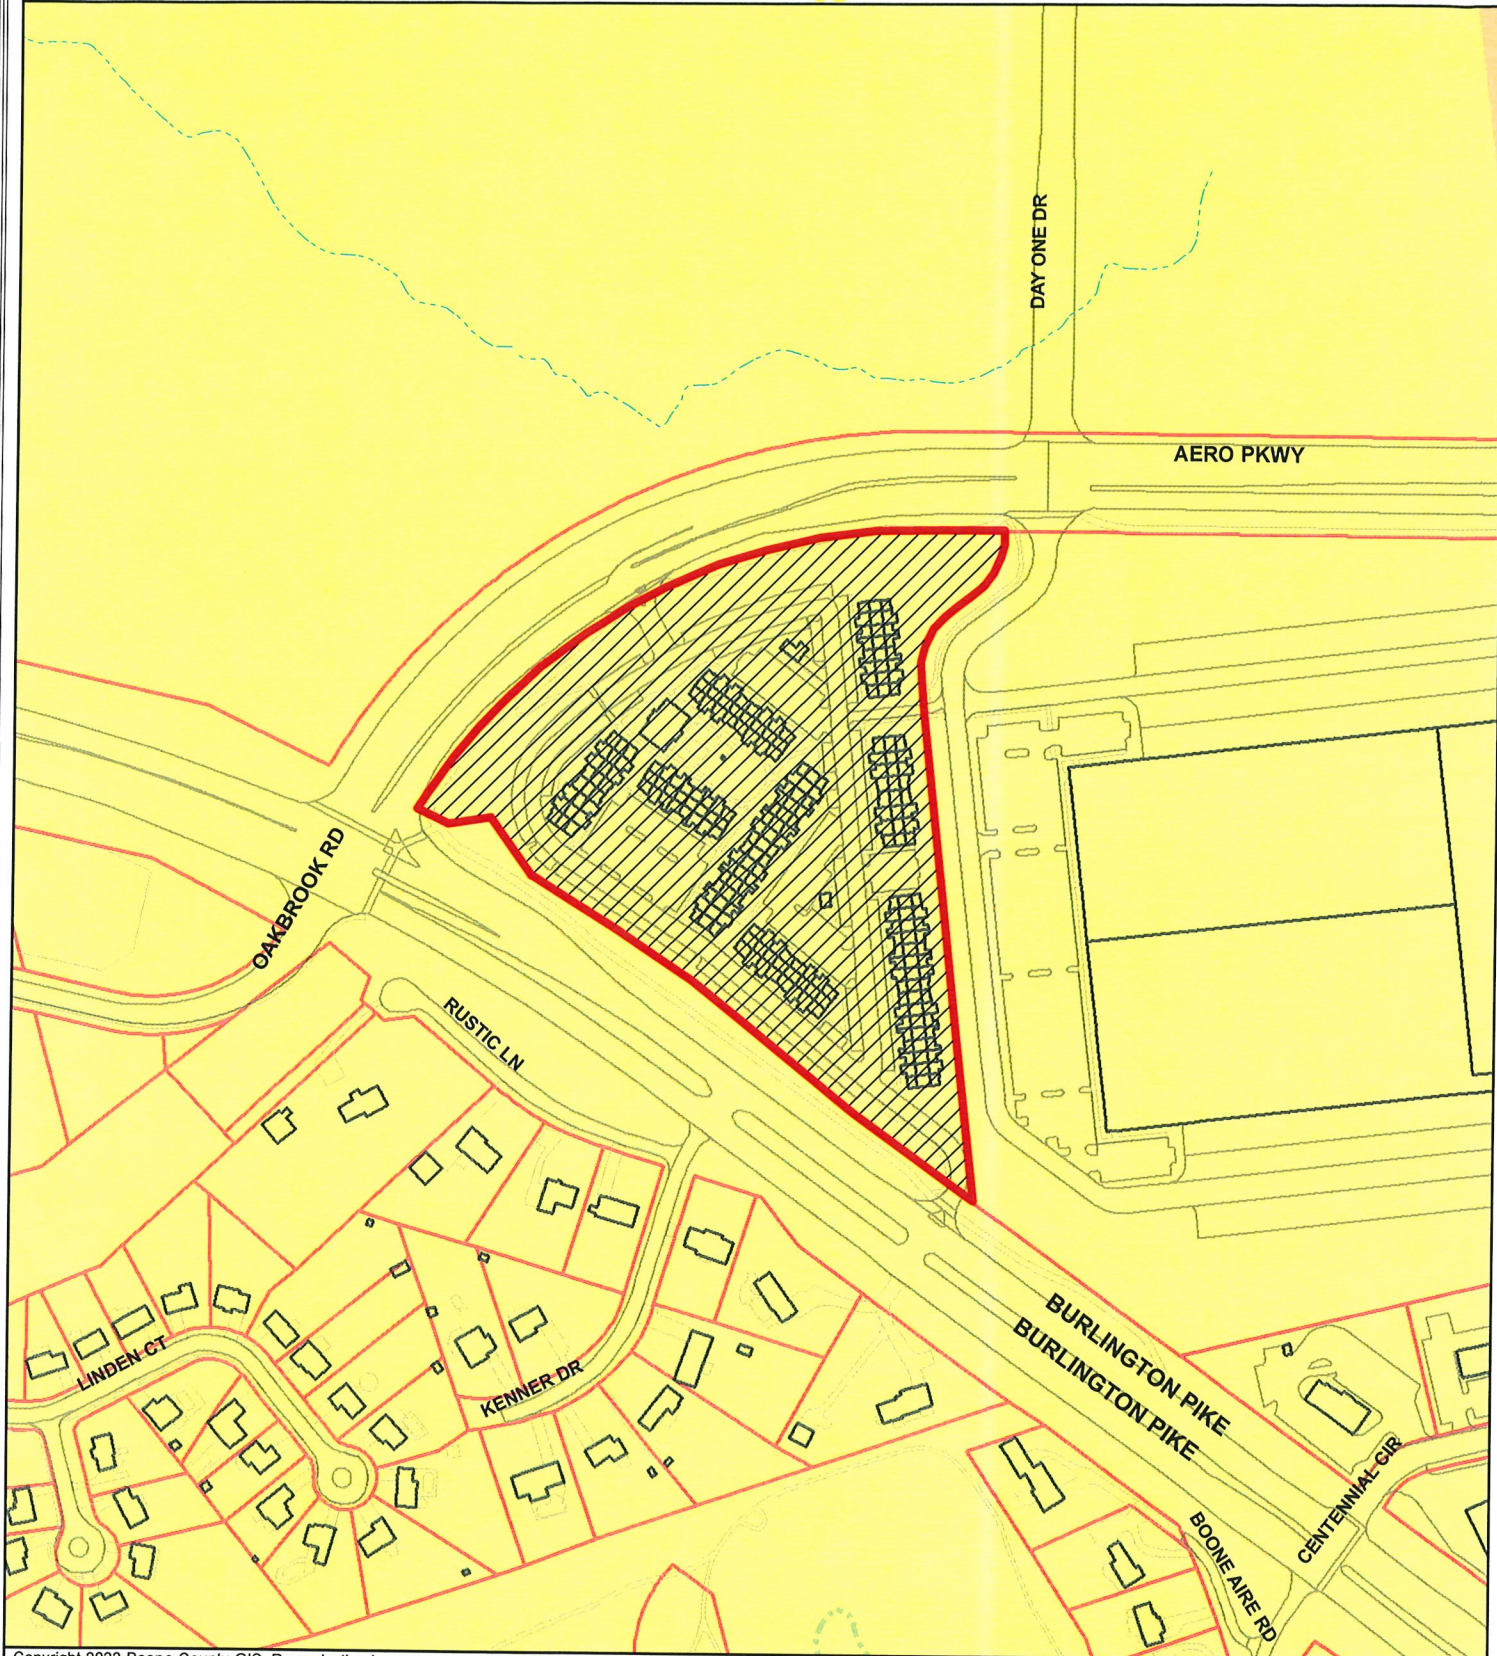 DAY ONE DR
AERO PKWY
OAKBROOK RD
RUSTIC LN
BURLINGTON PIKE
BURLINGTON PIKE
LINDEN CT
KENNER DR
CENTENNIAL CIR
BOONE AIRE RD